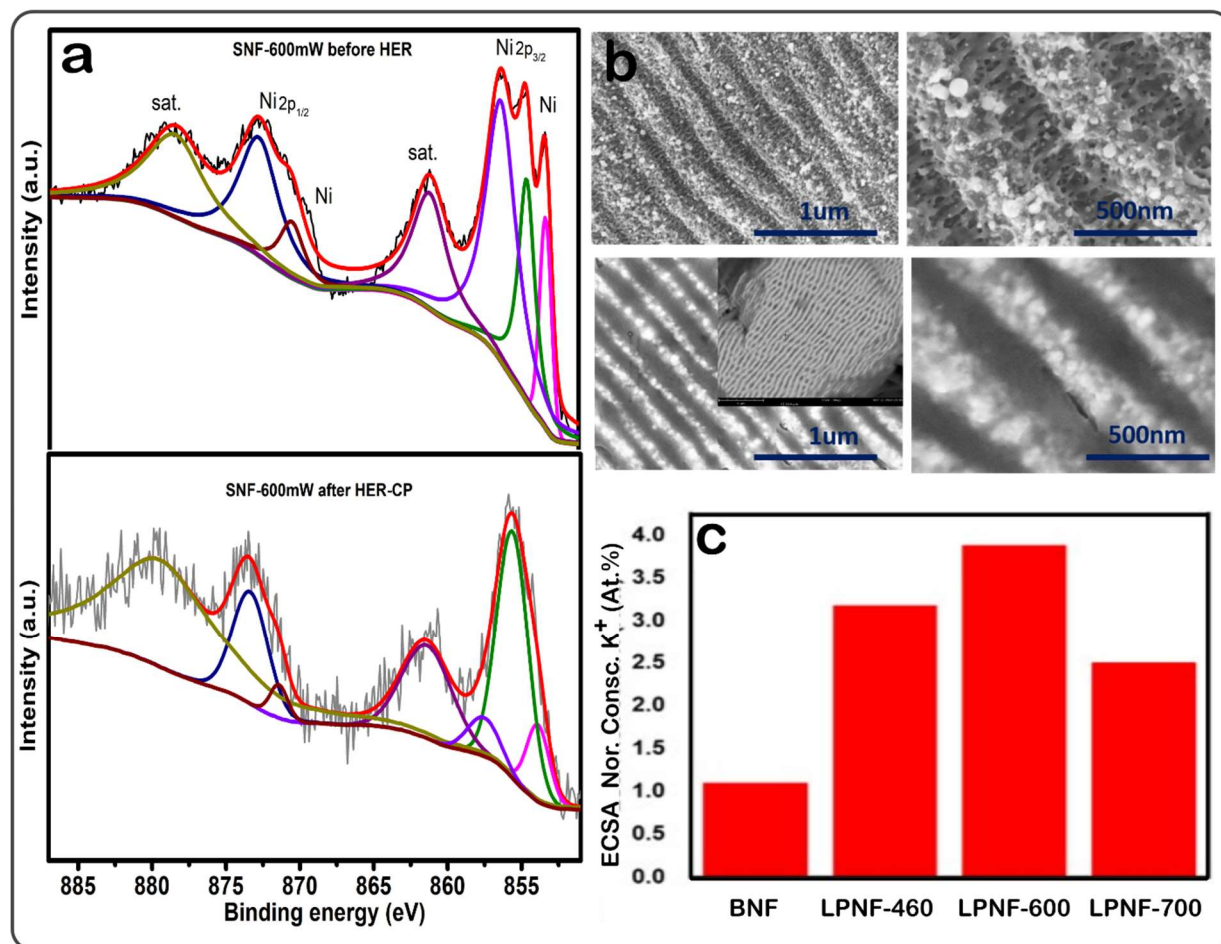 a
SNF-600mW before HER
Ni2p3/2
Ni2p1/2
sat.
Ni
sat.
Ni
Intensity (a.u.)
SNF-600mW after HER-CP
Intensity (a.u.)
885 880 875 870 865 860 855
Binding energy (eV)
b
1um
500nm
1um
500nm
c
ECSA Nor. Consc. K+ (At.%)
4.0
3.5
3.0
2.5
2.0
1.5
1.0
0.5
0.0
BNF LPNF-460 LPNF-600 LPNF-700